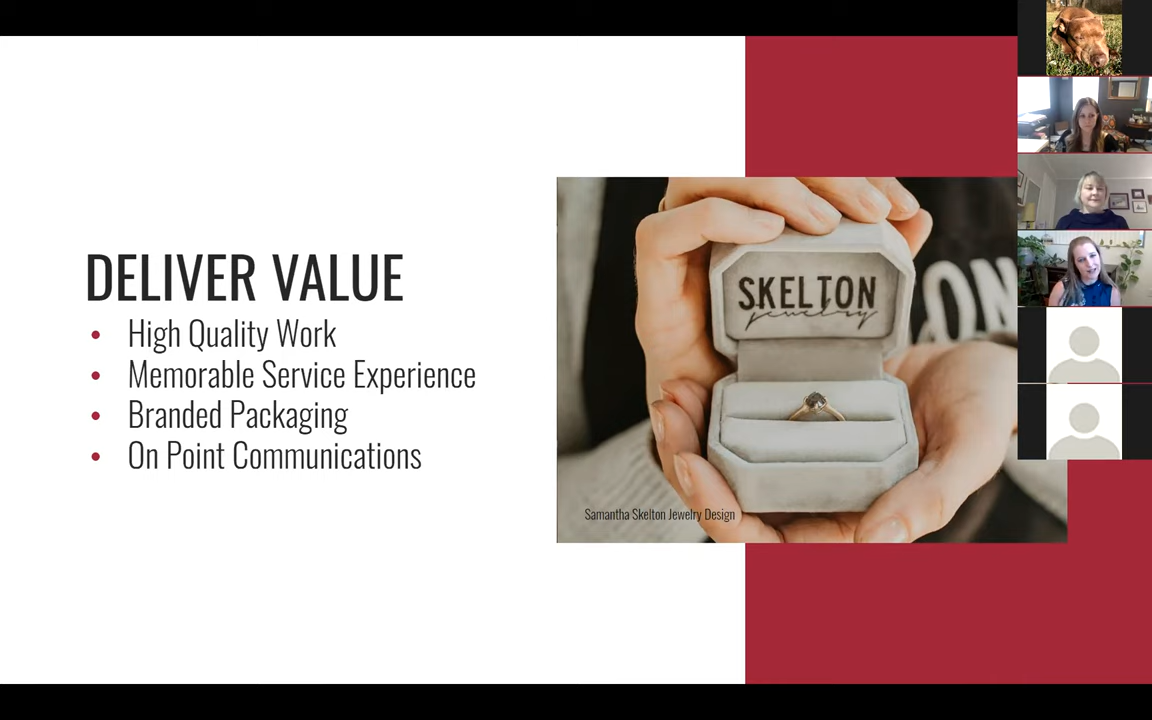 DELIVER VALUE
• High Quality Work
• Memorable Service Experience
• Branded Packaging
• On Point Communications
SKELTON
jewelry
ON
Samantha Skelton Jewelry Design